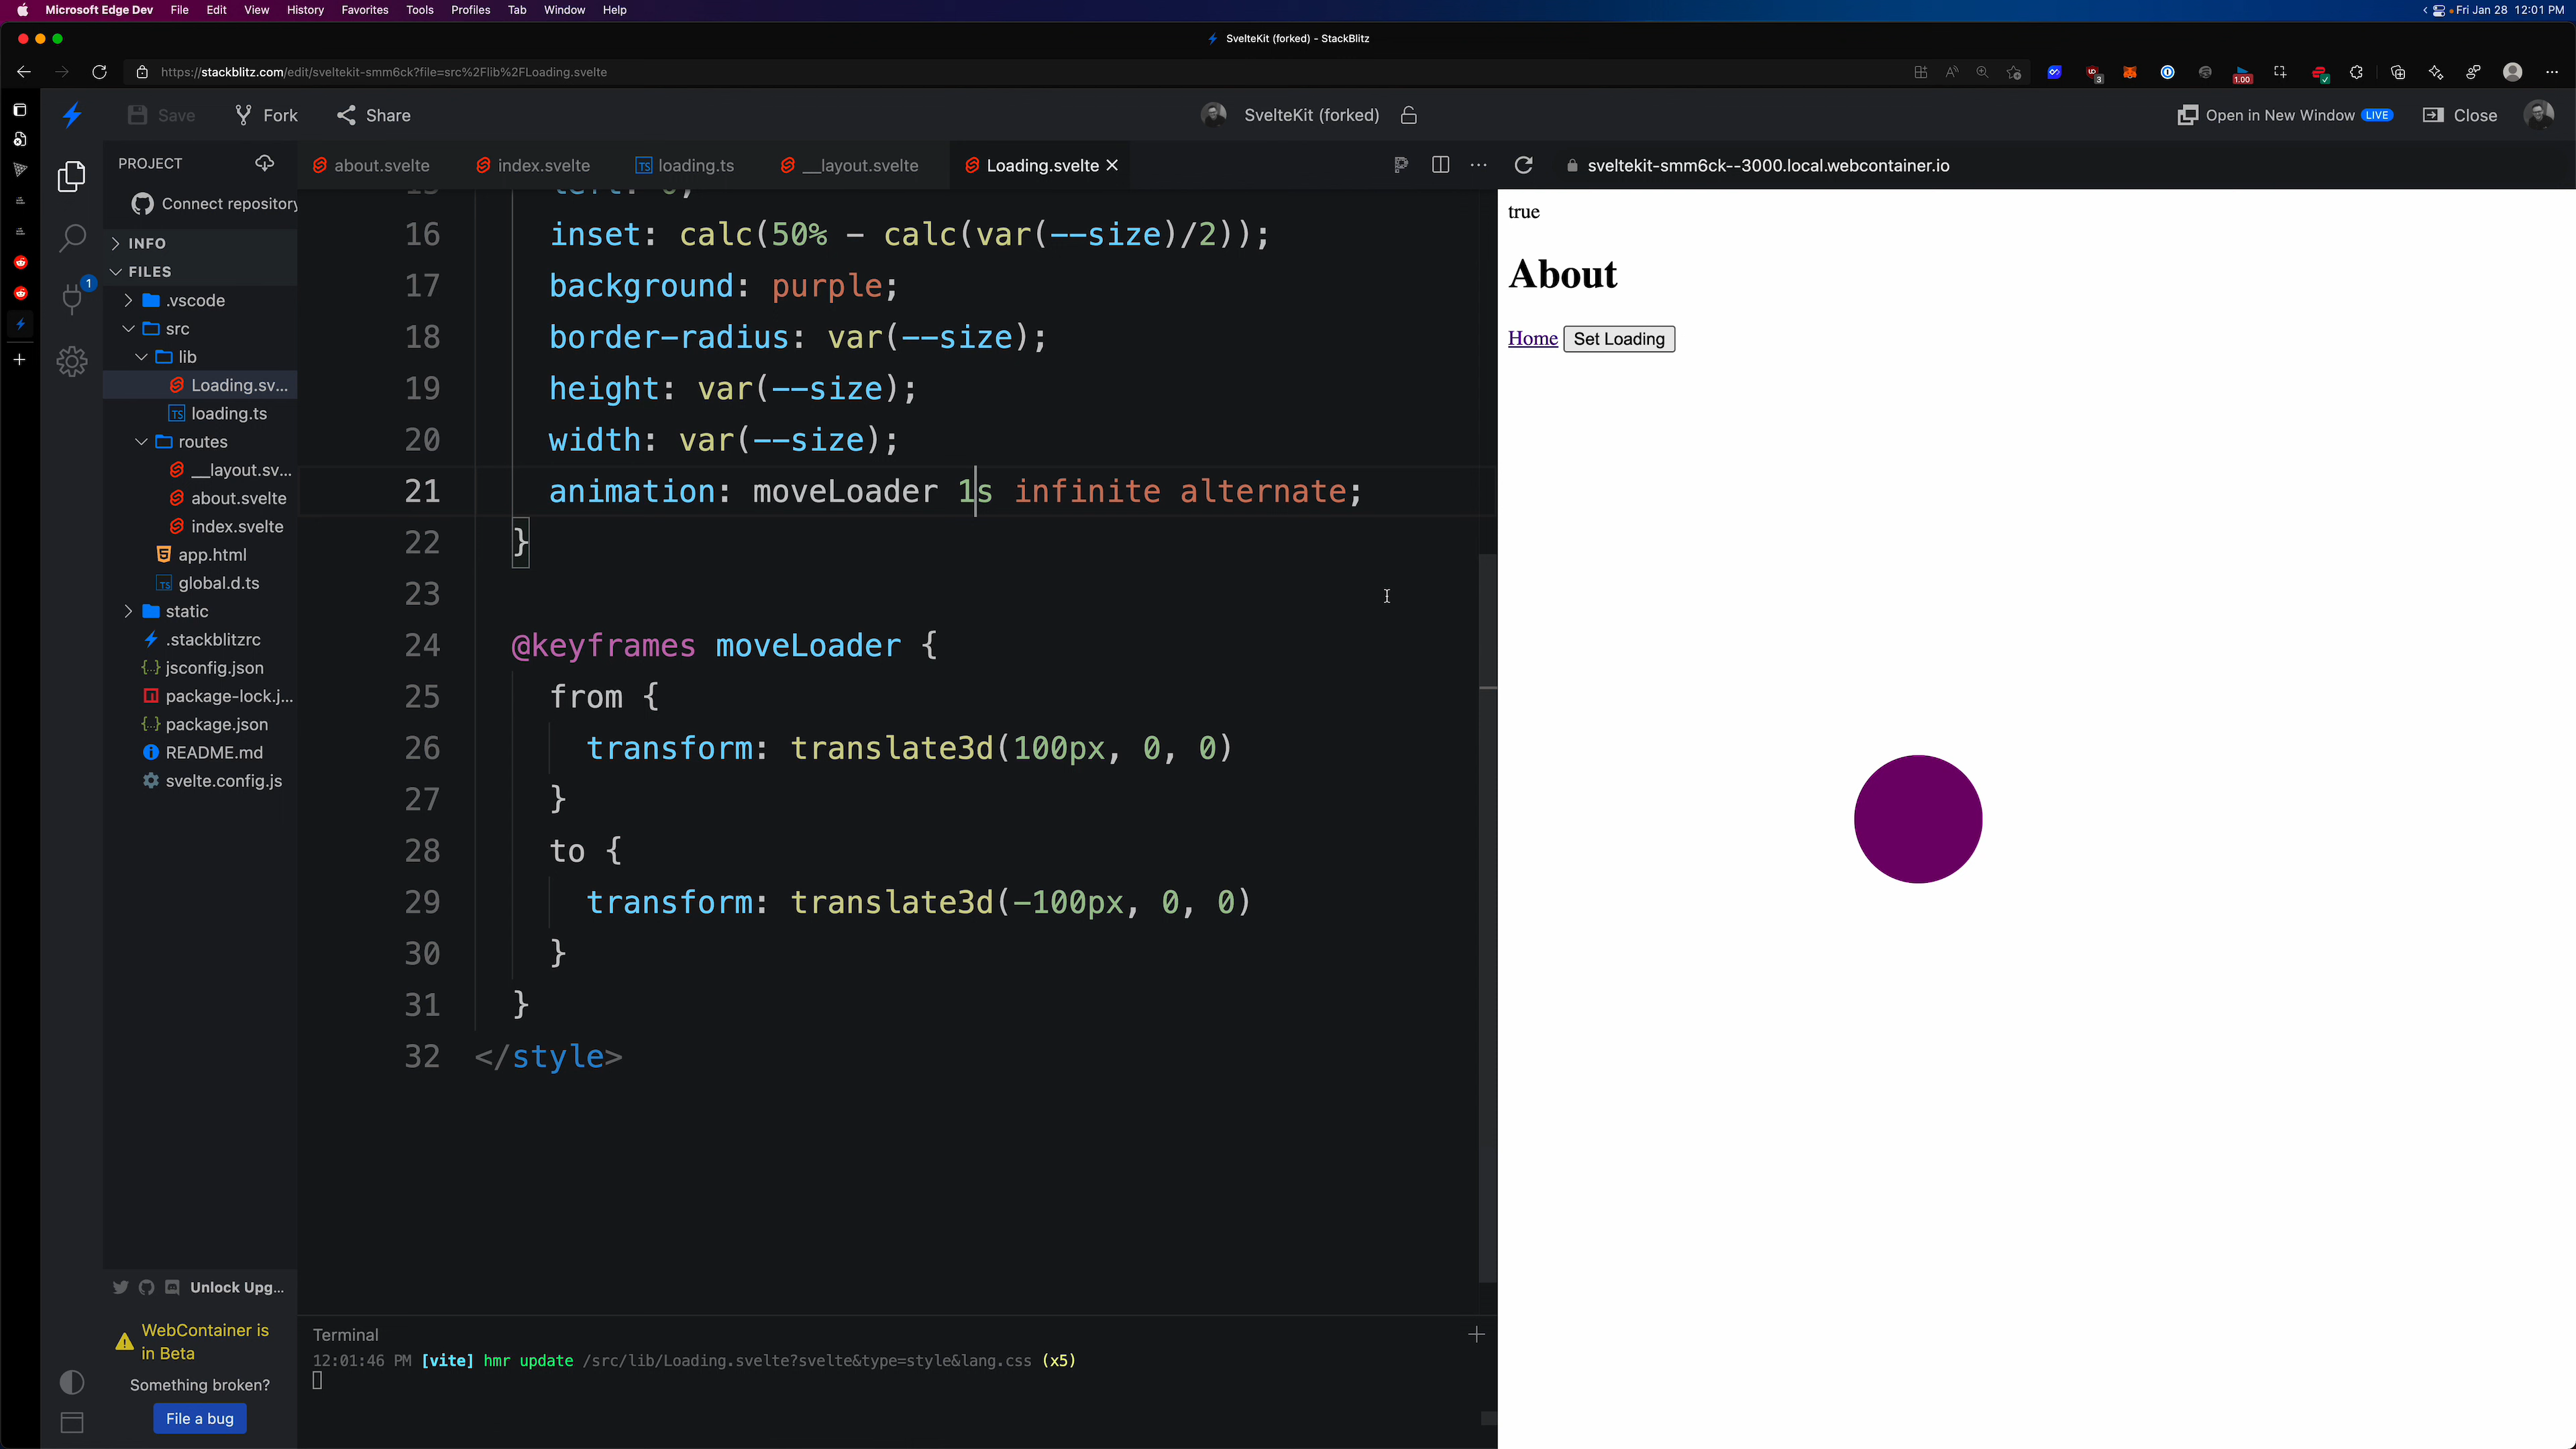 Microsoft Edge Dev File Edit View History Favorites Tools Profiles Tab Window Help
Fri Jan 28 12:01 PM
SvelteKit (forked) - StackBlitz
https://stackblitz.com/edit/sveltekit-smm6ck?file=src%2Flib%2FLoading.svelte
3
1.00
Save
Fork
Share
SvelteKit (forked)
Open in New Window LIVE
Close
PROJECT
about.svelte
index.svelte
TS loading.ts
__layout.svelte
Loading.svelte
sveltekit-smm6ck--3000.local.webcontainer.io
Connect repository
INFO
FILES
1
.vscode
src
lib
Loading.sv...
TS loading.ts
routes
__layout.sv...
about.svelte
index.svelte
app.html
TS global.d.ts
static
.stackblitzrc
{..} jsconfig.json
package-lock.j...
{..} package.json
README.md
svelte.config.js
16 inset: calc(50% - calc(var(--size)/2));
17 background: purple;
18 border-radius: var(--size);
19 height: var(--size);
20 width: var(--size);
21 animation: moveLoader 1s infinite alternate;
22 }
23
24 @keyframes moveLoader {
25 from {
26 transform: translate3d(100px, 0, 0)
27 }
28 to {
29 transform: translate3d(-100px, 0, 0)
30 }
31 }
32 </style>
true
About
Home Set Loading
Unlock Upg...
WebContainer is
in Beta
Something broken?
File a bug
Terminal
12:01:46 PM [vite] hmr update /src/lib/Loading.svelte?svelte&type=style&lang.css (x5)